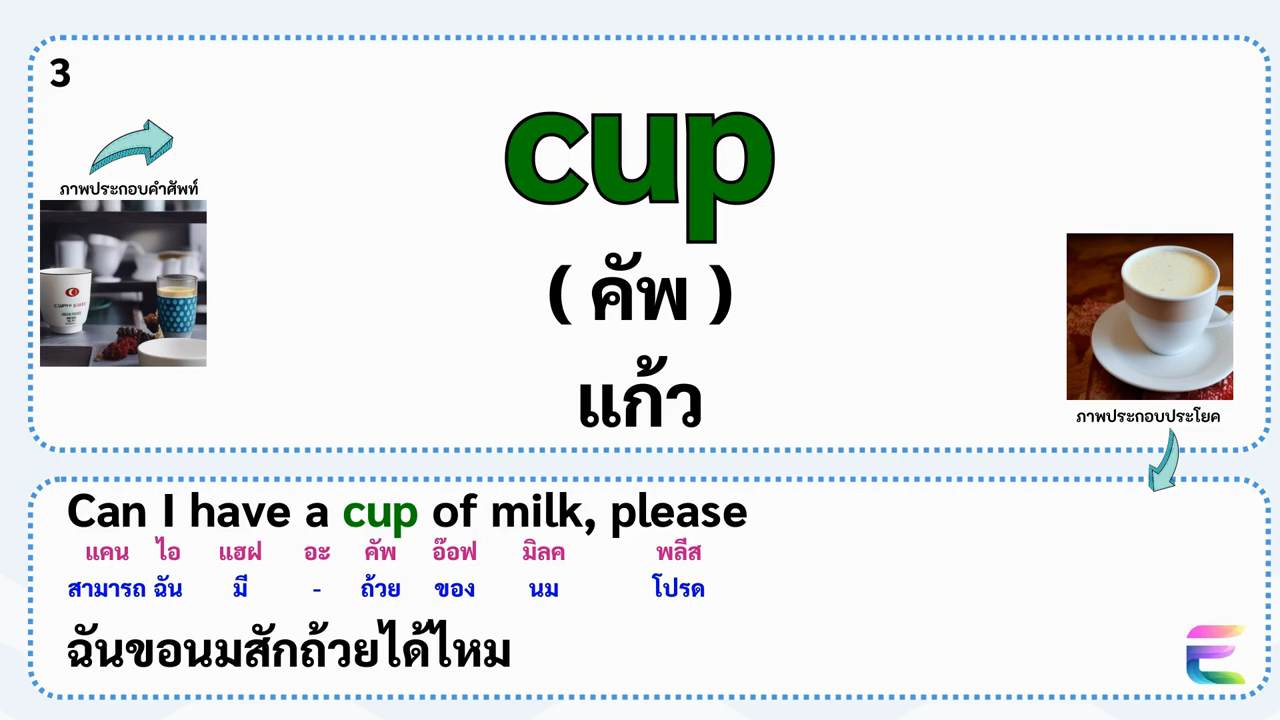 3
cup
( คัพ )
แก้ว
ภาพประกอบคำศัพท์
ภาพประกอบประโยค
Can I have a cup of milk, please
แคน ไอ แฮฝ อะ คัพ อ๊อฟ มิลค พลีส
สามารถ ฉัน มี - ถ้วย ของ นม โปรด
ฉันขอนมสักถ้วยได้ไหม